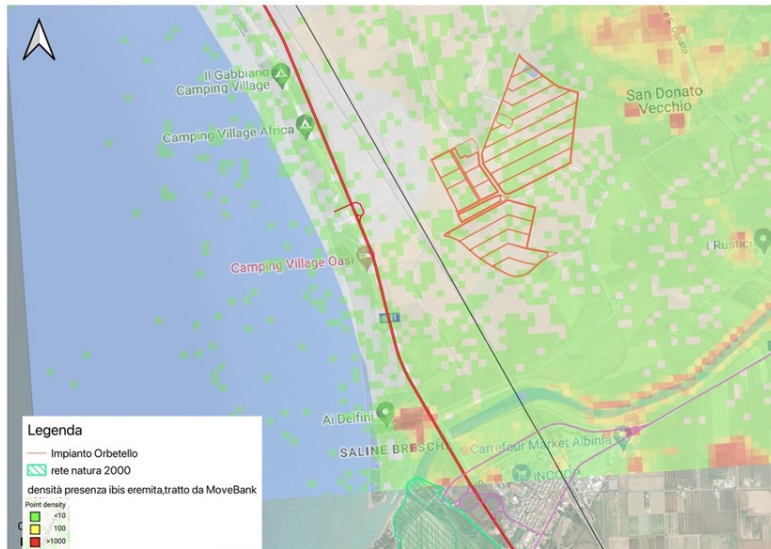 Il Gabbiano
Camping Village
Camping Village Africa
San Donato
Vecchio
I Rustici
Camping Village Oasi
Ai Delfini
SALINE BRESCHI
Carrefour Market Albinia
INCOOP
Legenda
Impianto Orbetello
rete natura 2000
densità presenza ibis eremita,tratto da MoveBank
Point density
<10
100
>1000